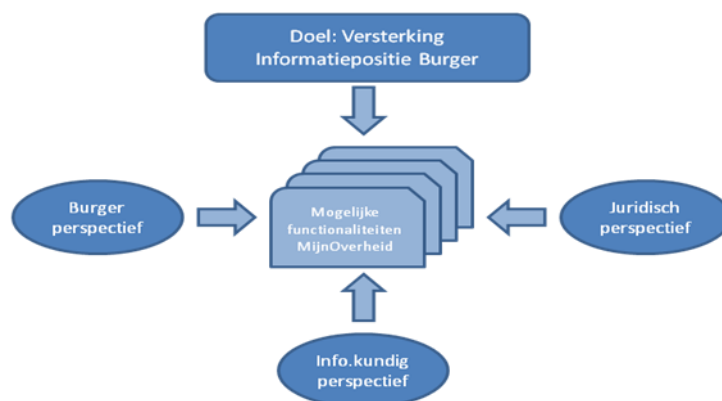 Doel: Versterking
Informatiepositie Burger
Burger
perspectief
Mogelijke
functionaliteiten
MijnOverheid
Juridisch
perspectief
Info.kundig
perspectief